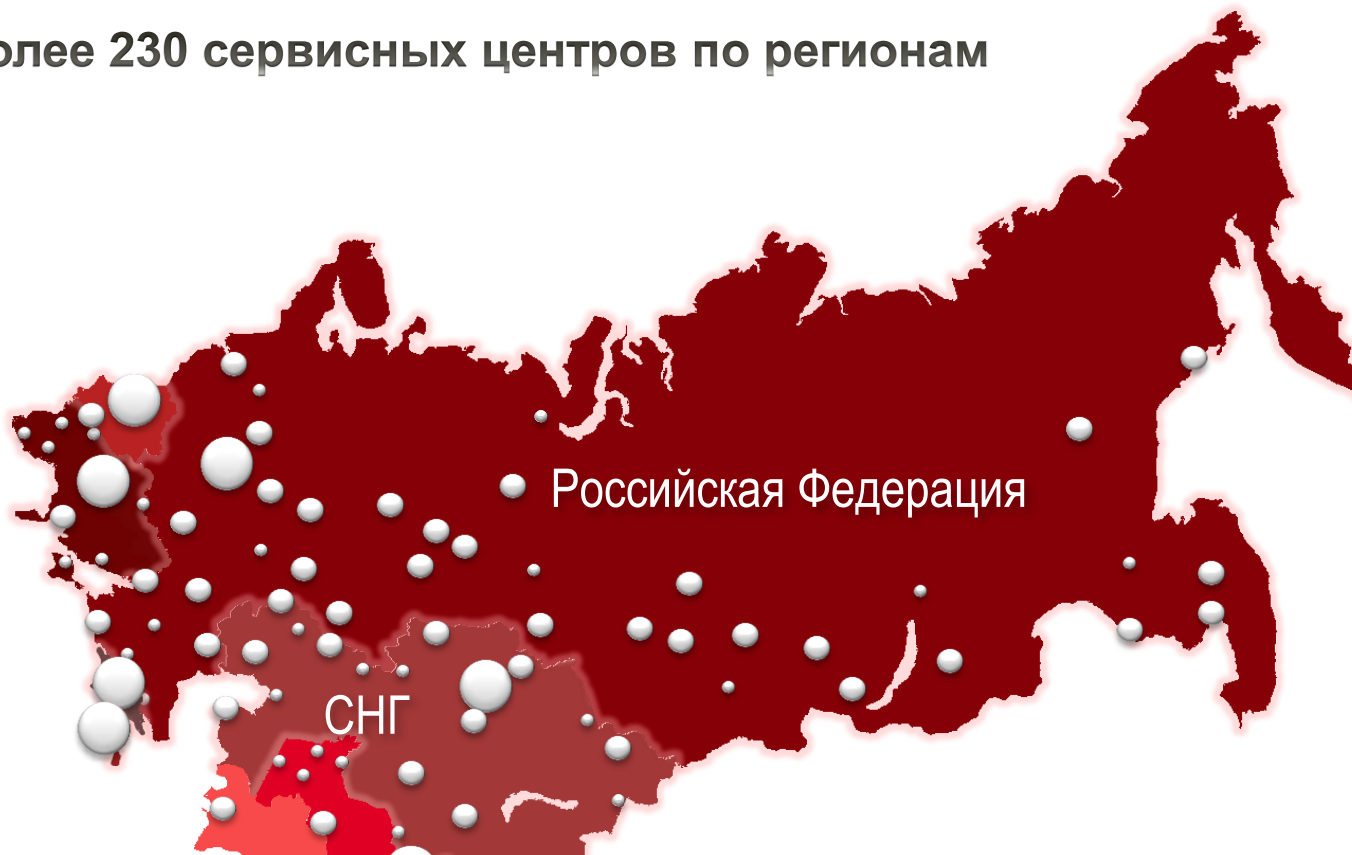 олее 230 сервисных центров по регионам
Российская Федерация
СНГ